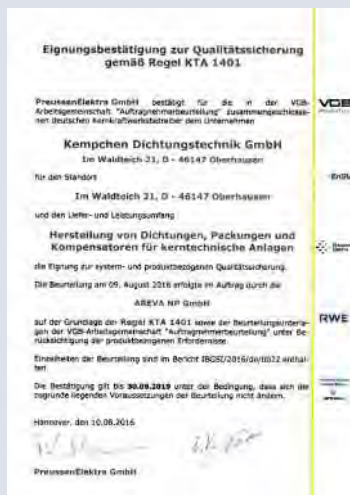 Eignungsbestätigung zur Qualitätssicherung
gemäß Regel KTA 1401
PreussenElektra GmbH bestätigt für die in der VGB-
Arbeitsgemeinschaft "Auftragnehmerbeurteilung" zusammengeschlosse-
nen deutschen Kernkraftwerksbetreiber dem Unternehmen
Kempchen Dichtungstechnik GmbH
Im Waldteich 21, D - 46147 Oberhausen
für den Standort
Im Waldteich 21, D - 46147 Oberhausen
und den Liefer- und Leistungsumfang
Herstellung von Dichtungen, Packungen und
Kompensatoren für kerntechnische Anlagen
die Eignung zur system- und produktbezogenen Qualitätssicherung.
Die Beurteilung am 09. August 2016 erfolgte im Auftrag durch die
AREVA NP GmbH
auf der Grundlage der Regel KTA 1401 sowie der Beurteilungsunterla-
gen der VGB-Arbeitsgemeinschaft "Auftragnehmerbeurteilung" unter Be-
rücksichtigung der produktbezogenen Erfordernisse.
Einzelheiten der Beurteilung sind im Bericht enthal-
ten
Die Bestätigung gilt bis 30.08.2019 unter der Bedingung, dass sich die
zugrunde liegenden Voraussetzungen der Beurteilung nicht ändern.
Hannover, den 10.08.2016
PreussenElektra GmbH
VGB
EnBW
RWE